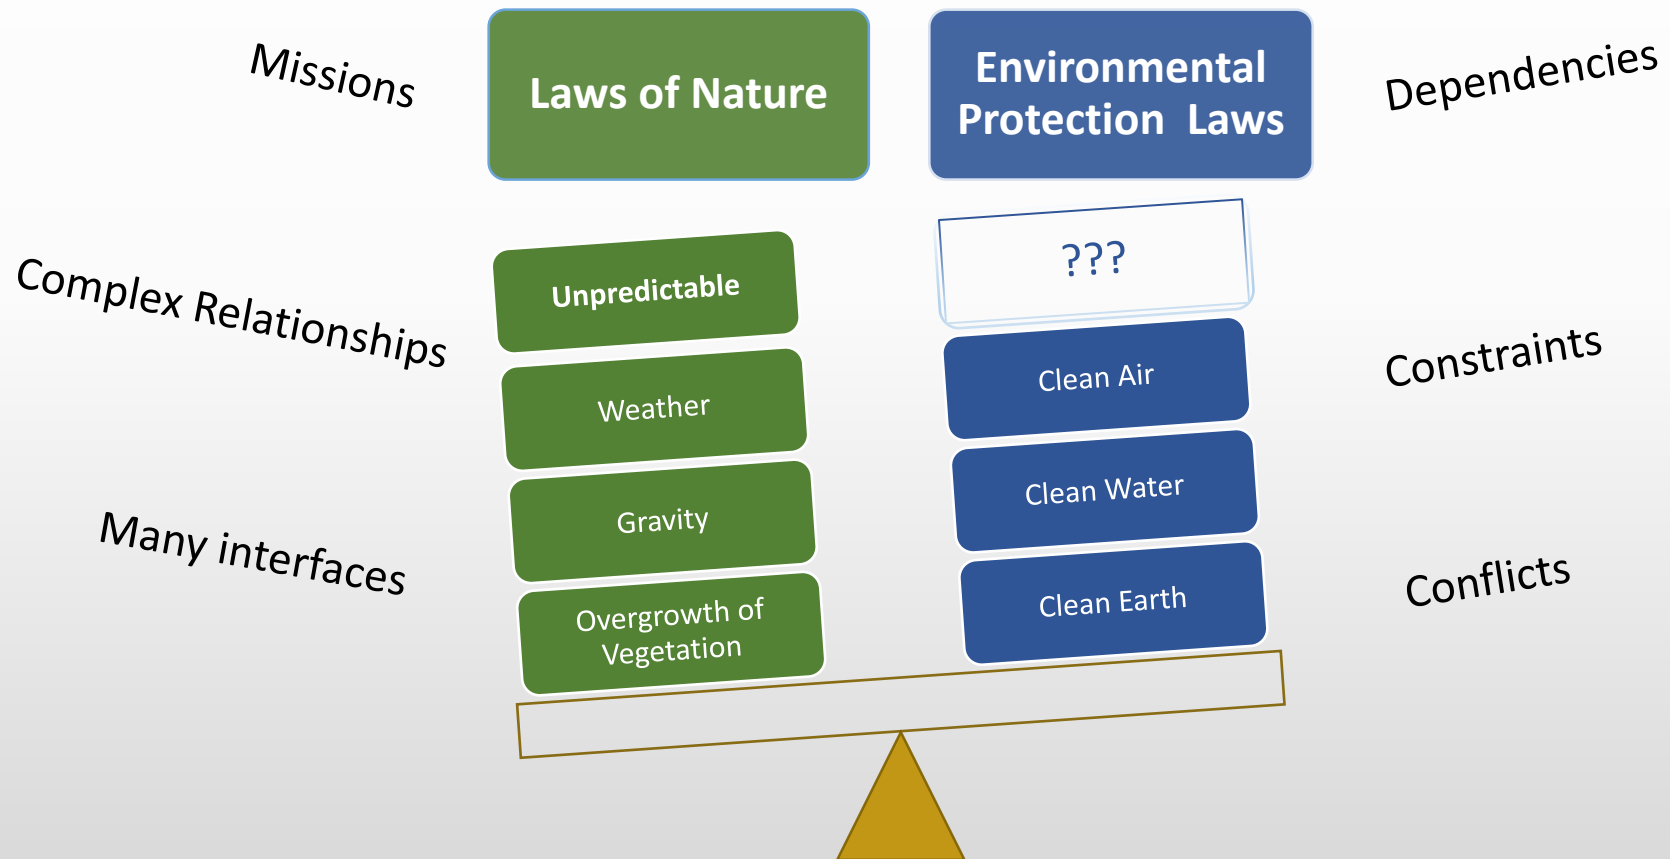 Missions
Laws of Nature
Environmental
Protection  Laws
Dependencies
Complex Relationships
Unpredictable
???
Weather
Clean Air
Constraints
Many interfaces
Gravity
Clean Water
Overgrowth of
Vegetation
Clean Earth
Conflicts